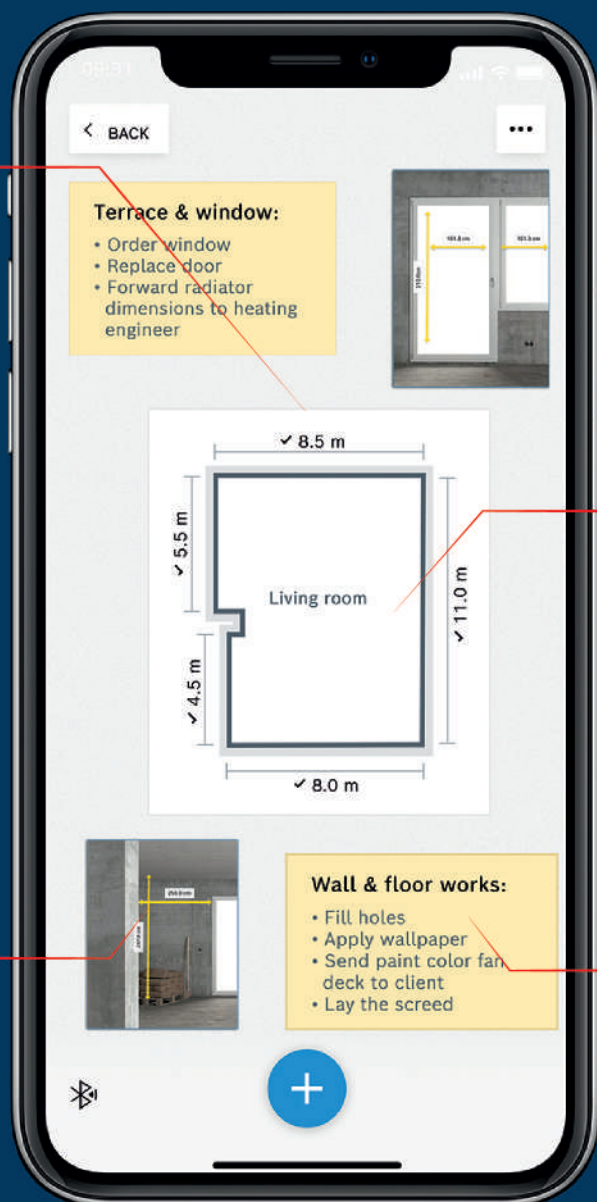 09:31
BACK
Terrace & window:
• Order window
• Replace door
• Forward radiator
dimensions to heating
engineer
✓ 8.5 m
✓ 5.5 m
Living room
✓ 11.0 m
✓ 4.5 m
✓ 8.0 m
Wall & floor works:
• Fill holes
• Apply wallpaper
• Send paint color fan
deck to client
• Lay the screed